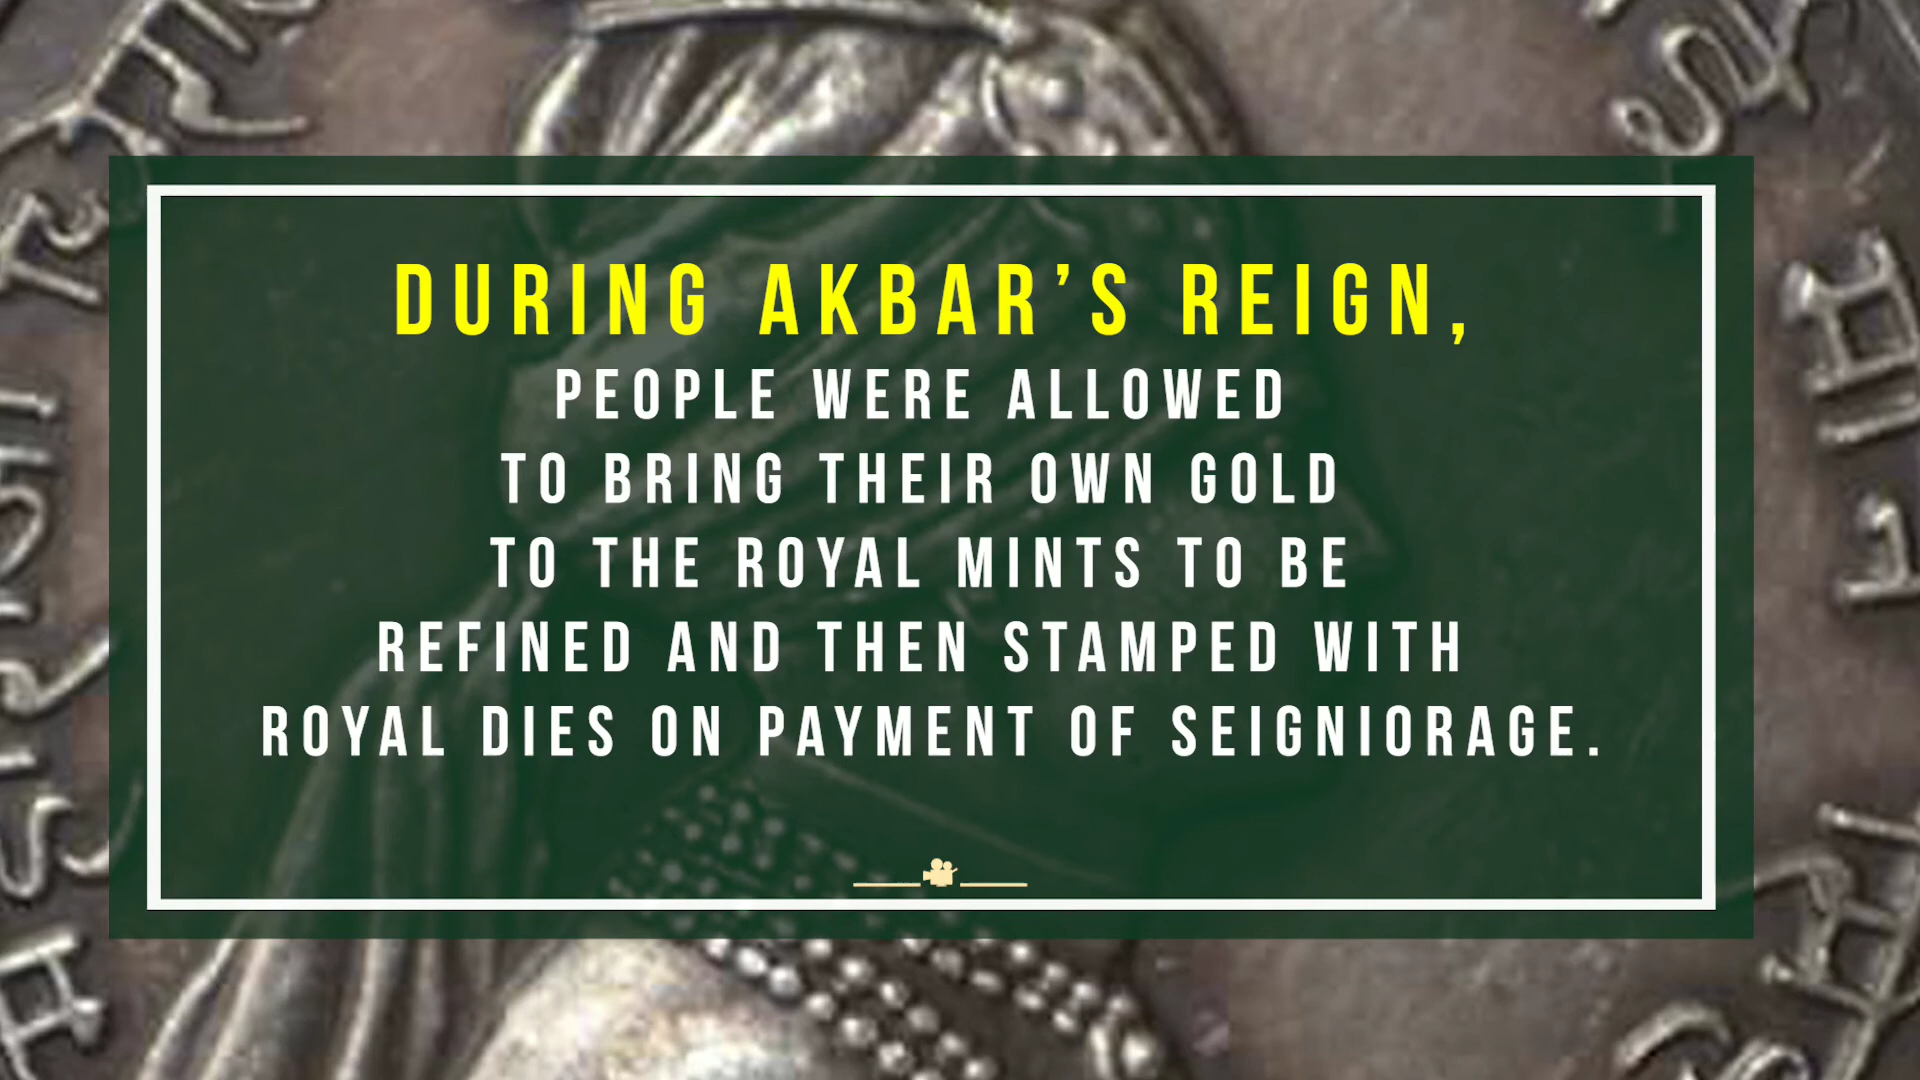 DURING AKBAR’S REIGN,
PEOPLE WERE ALLOWED
TO BRING THEIR OWN GOLD
TO THE ROYAL MINTS TO BE
REFINED AND THEN STAMPED WITH
ROYAL DIES ON PAYMENT OF SEIGNIORAGE.